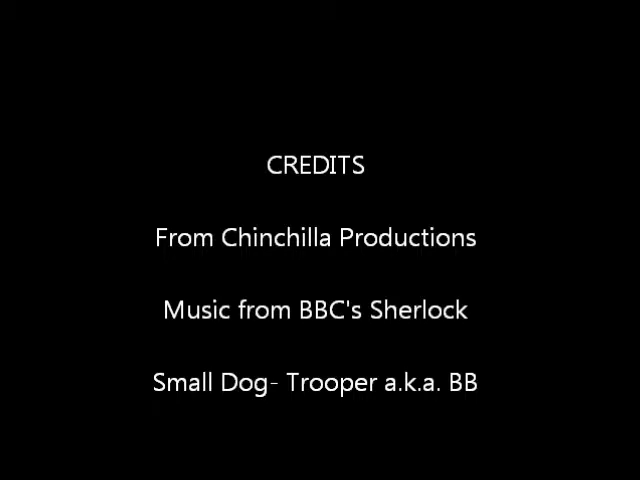 CREDITS
From Chinchilla Productions
Music from BBC's Sherlock
Small Dog- Trooper a.k.a. BB